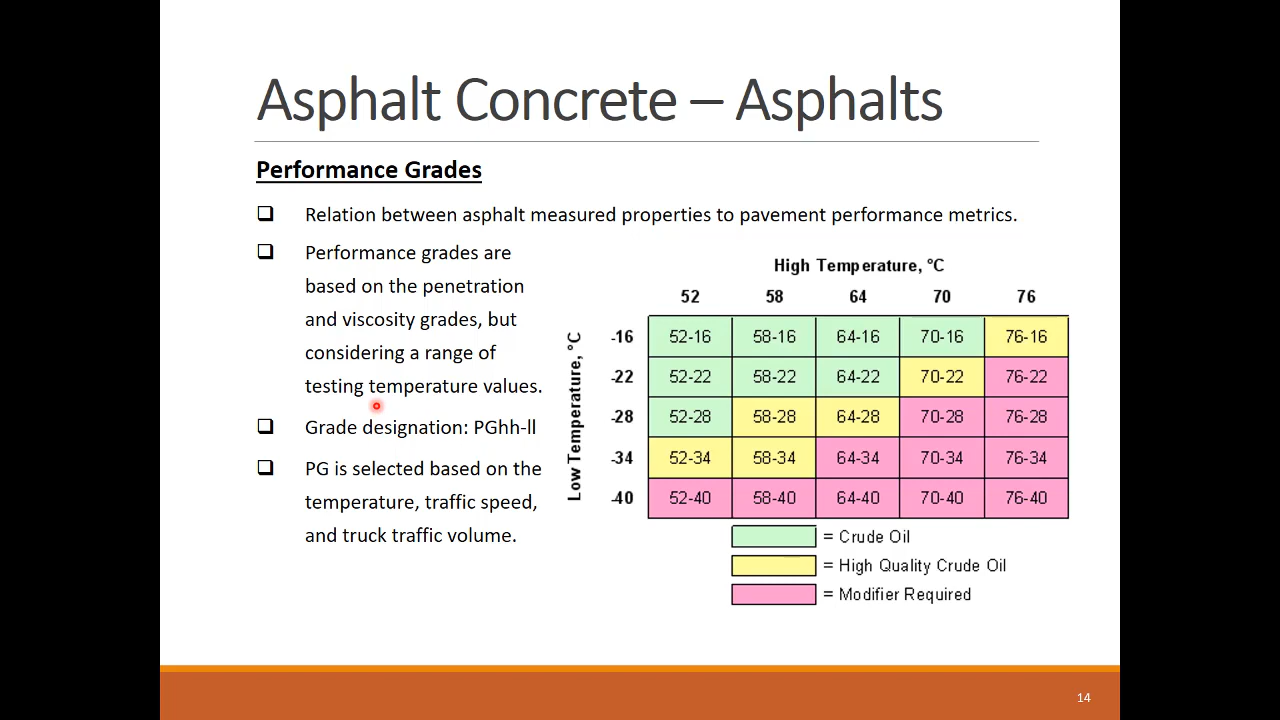 Asphalt Concrete – Asphalts
Performance Grades
Relation between asphalt measured properties to pavement performance metrics.
Performance grades are
based on the penetration
and viscosity grades, but
considering a range of
testing temperature values.
Grade designation: PGhh-ll
PG is selected based on the
temperature, traffic speed,
and truck traffic volume.
High Temperature, °C
52 58 64 70 76
Low Temperature, °C
-16 52-16 58-16 64-16 70-16 76-16
-22 52-22 58-22 64-22 70-22 76-22
-28 52-28 58-28 64-28 70-28 76-28
-34 52-34 58-34 64-34 70-34 76-34
-40 52-40 58-40 64-40 70-40 76-40
= Crude Oil
= High Quality Crude Oil
= Modifier Required
14